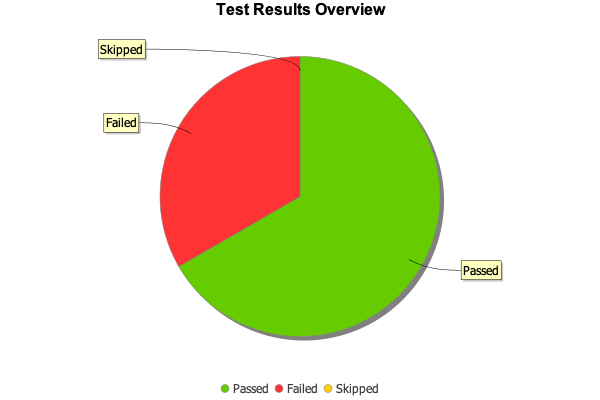 Test Results Overview
Skipped
Failed
Passed
Passed Failed Skipped